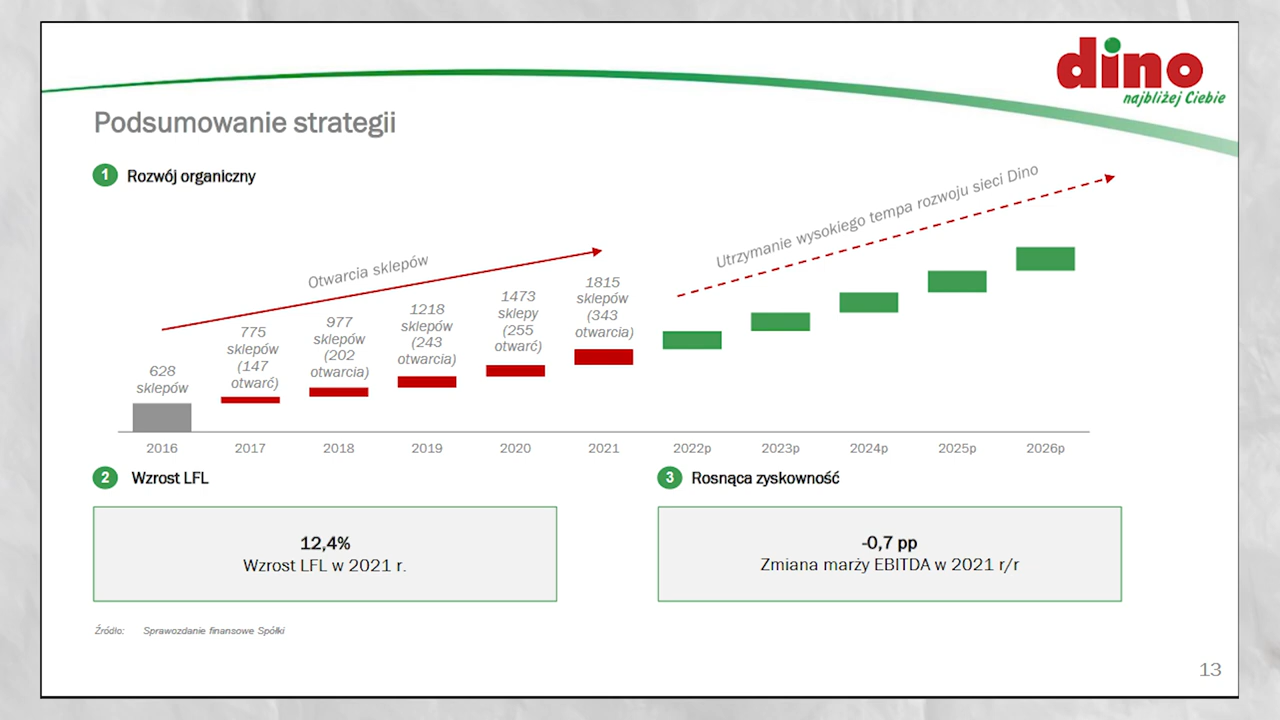 dino
najbliżej Ciebie
Podsumowanie strategii
1 Rozwój organiczny
Otwarcia sklepów
Utrzymanie wysokiego tempa rozwoju sieci Dino
628
sklepów
775
sklepów
(147
otwarć)
977
sklepów
(202
otwarcia)
1218
sklepów
(243
otwarcia)
1473
sklepy
(255
otwarć)
1815
sklepów
(343
otwarcia)
2016 2017 2018 2019 2020 2021 2022p 2023p 2024p 2025p 2026p
2 Wzrost LFL
12,4%
Wzrost LFL w 2021 r.
3 Rosnąca zyskowność
-0,7 pp
Zmiana marży EBITDA w 2021 r/r
Źródło: Sprawozdanie finansowe Spółki
13